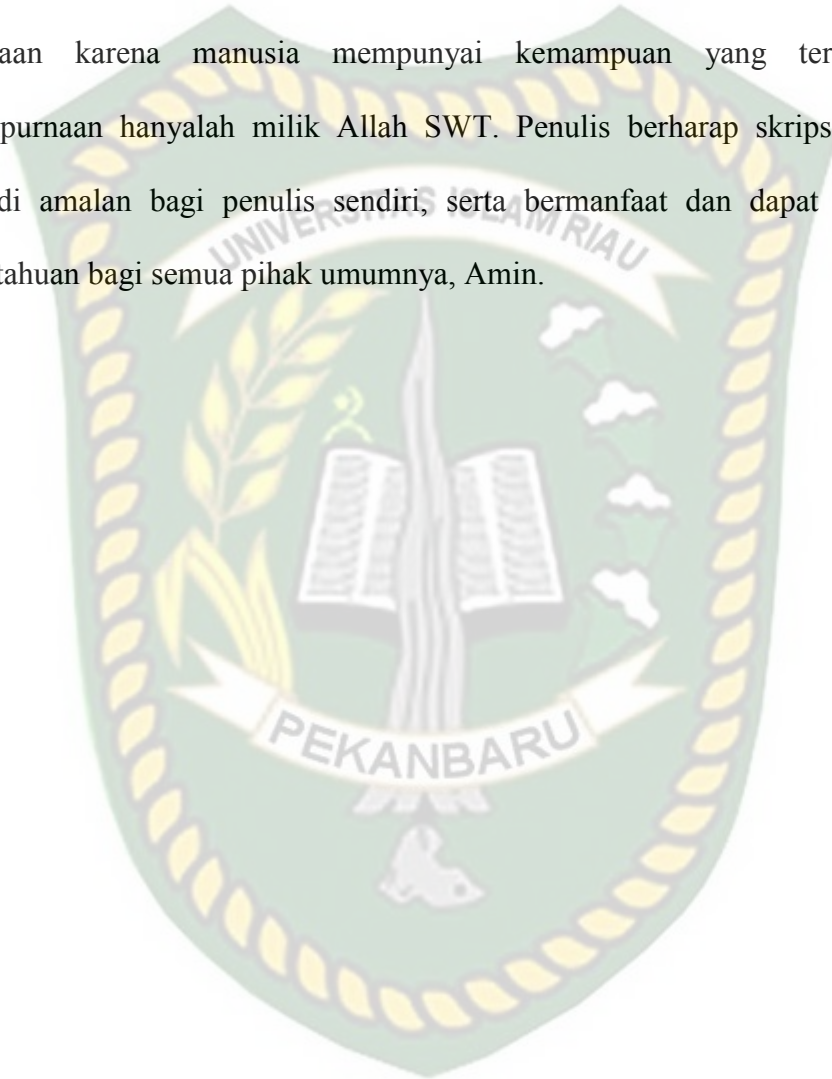 aan karena manusia mempunyai kemampuan yang ter
purnaan hanyalah milik Allah SWT. Penulis berharap skrips
di amalan bagi penulis sendiri, serta bermanfaat dan dapat
tahuan bagi semua pihak umumnya, Amin.
UNIVERSITAS ISLAM RIAU
PEKANBARU